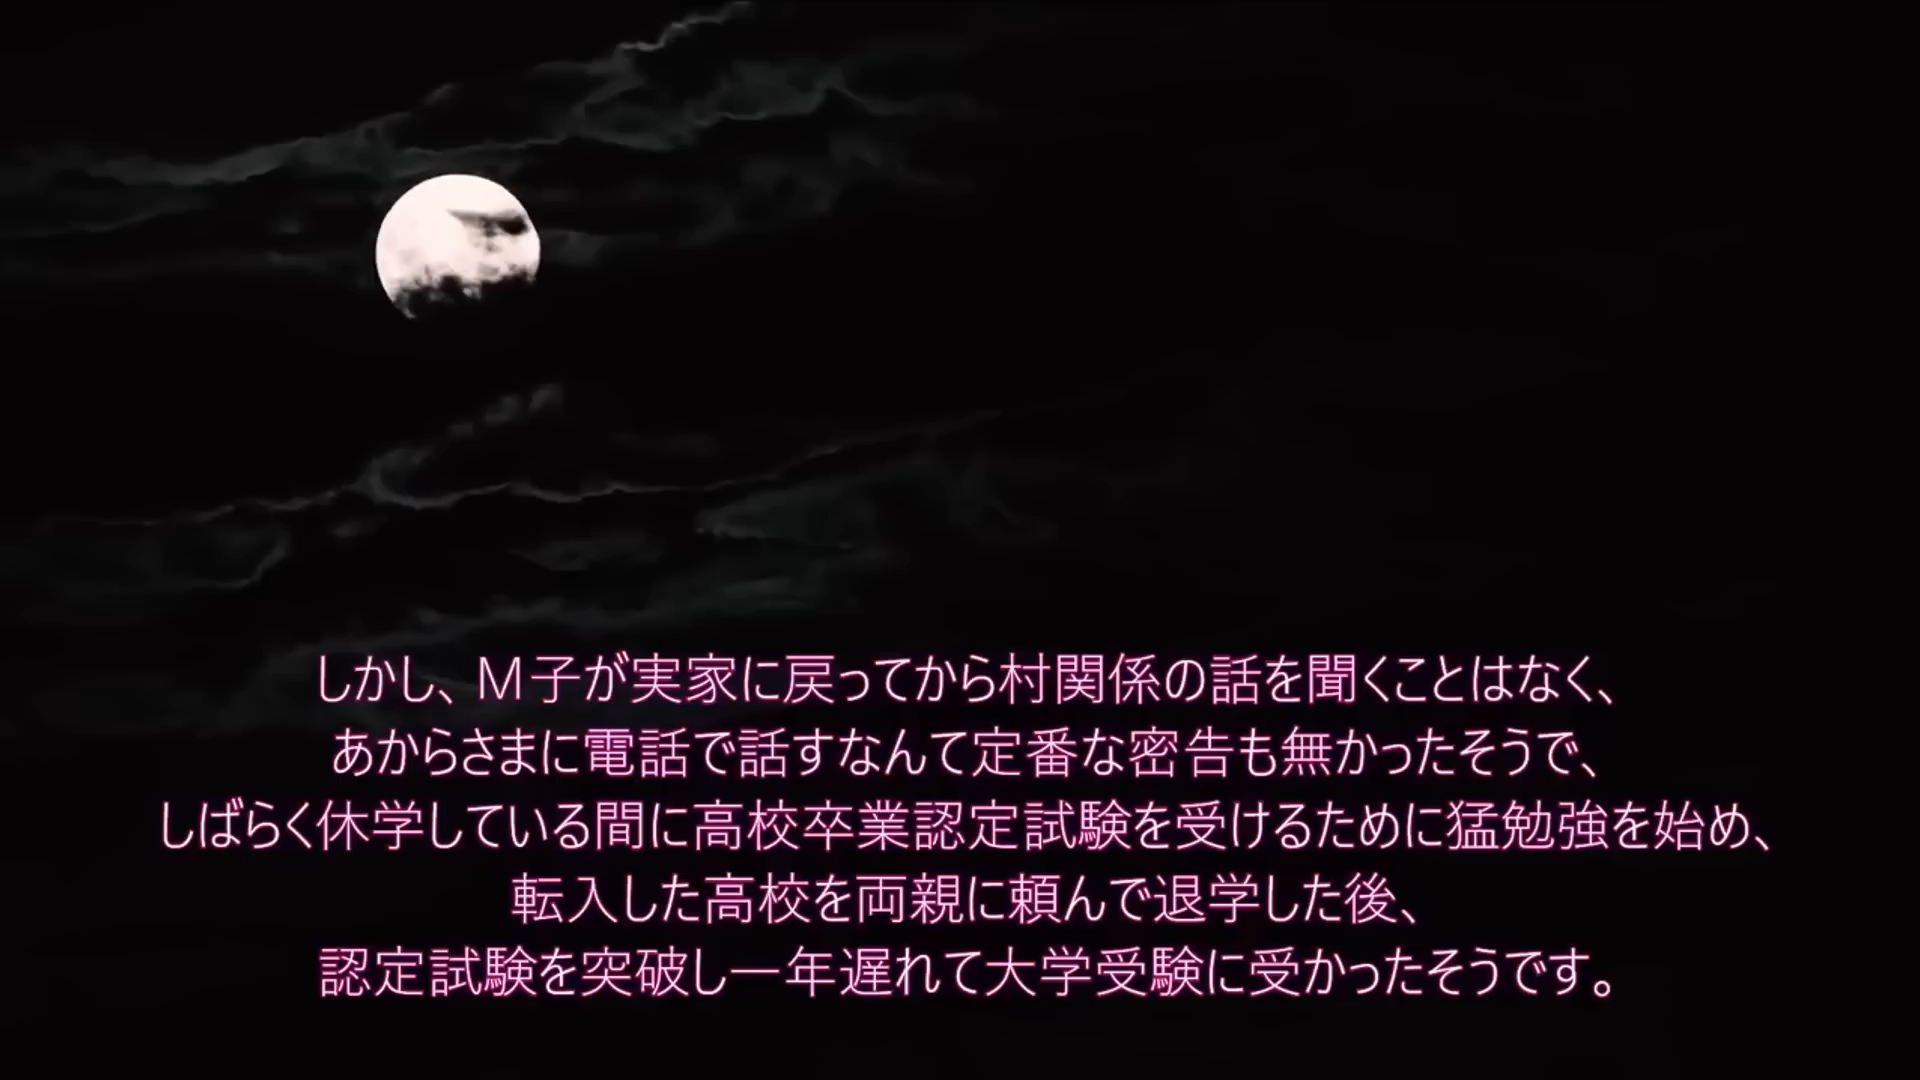 しかし、Ｍ子が実家に戻ってから村関係の話を聞くことはなく、
あからさまに電話で話すなんて定番な密告も無かったそうで、
しばらく休学している間に高校卒業認定試験を受けるために猛勉強を始め、
転入した高校を両親に頼んで退学した後、
認定試験を突破し一年遅れて大学受験に受かったそうです。